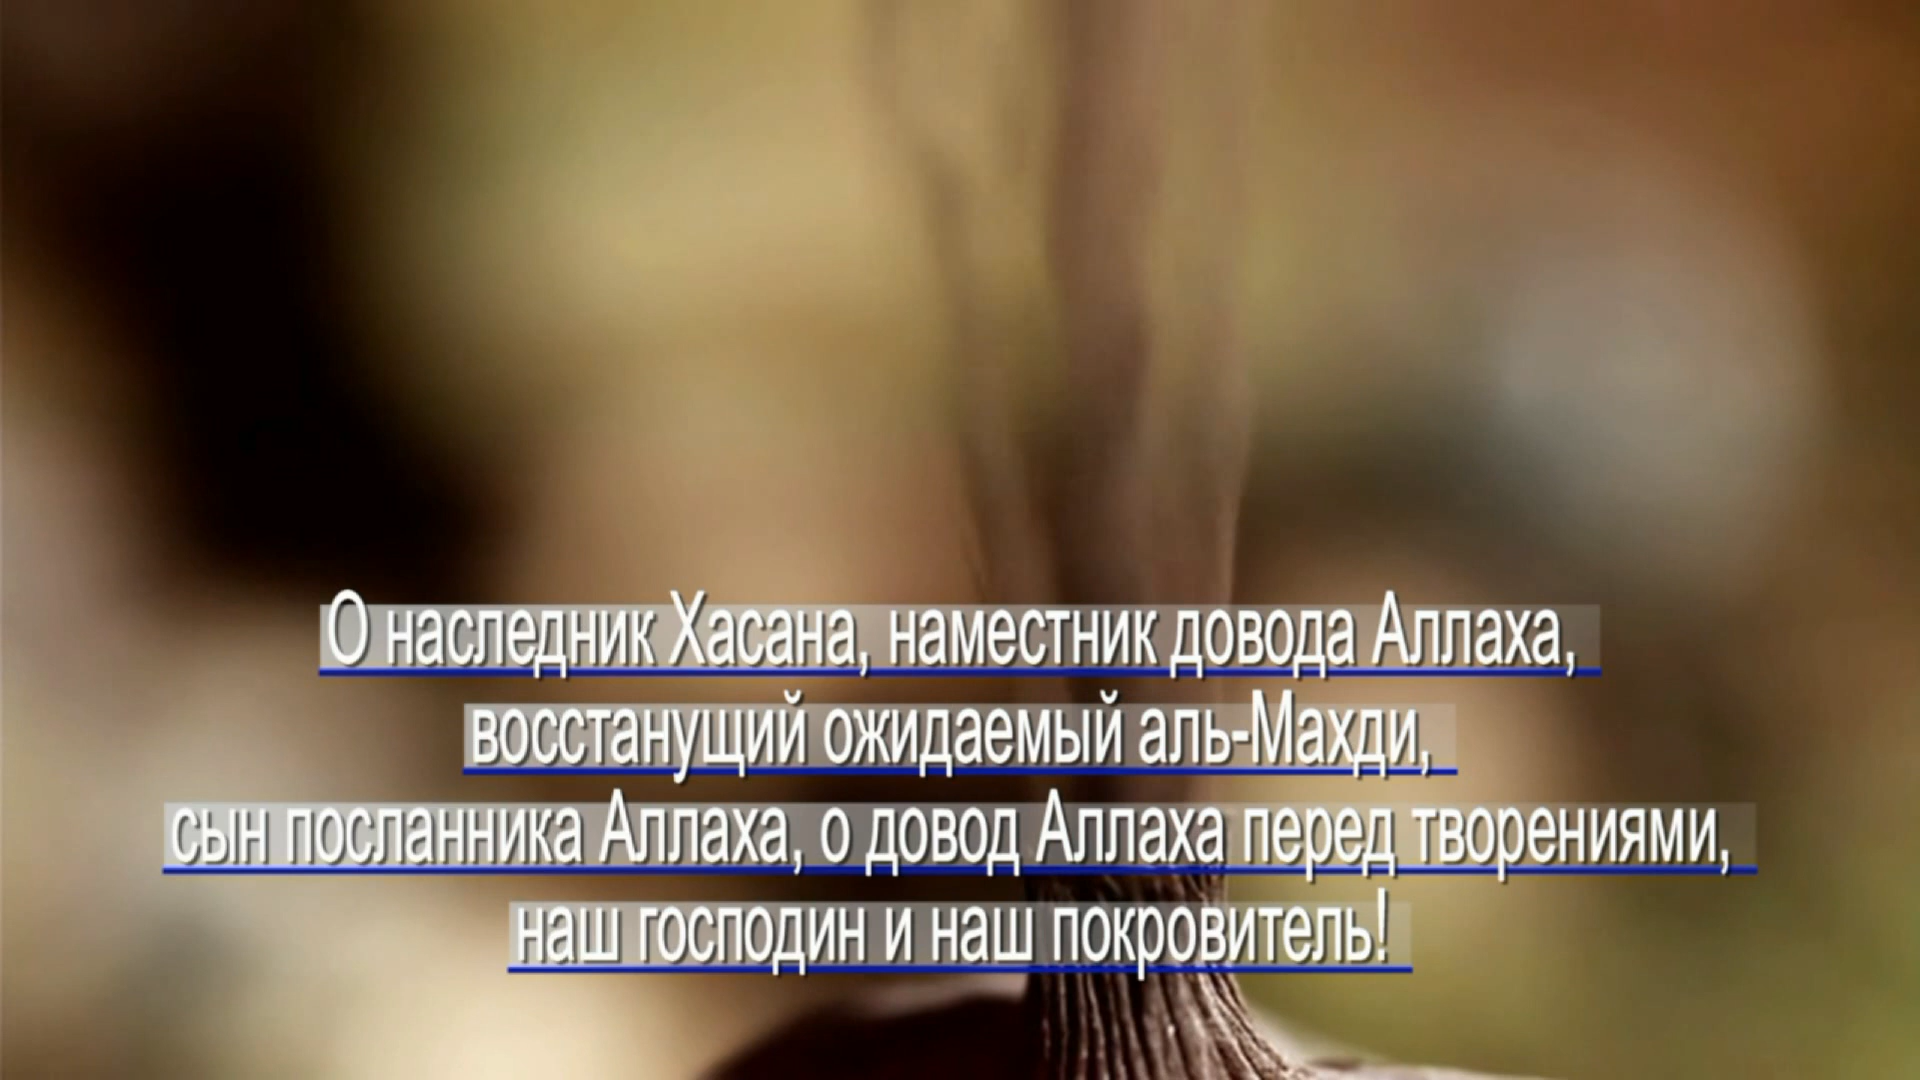 О наследник Хасана, наместник довода Аллаха,
восстанущий ожидаемый аль-Махди,
сын посланника Аллаха, о довод Аллаха перед творениями,
наш господин и наш покровитель!